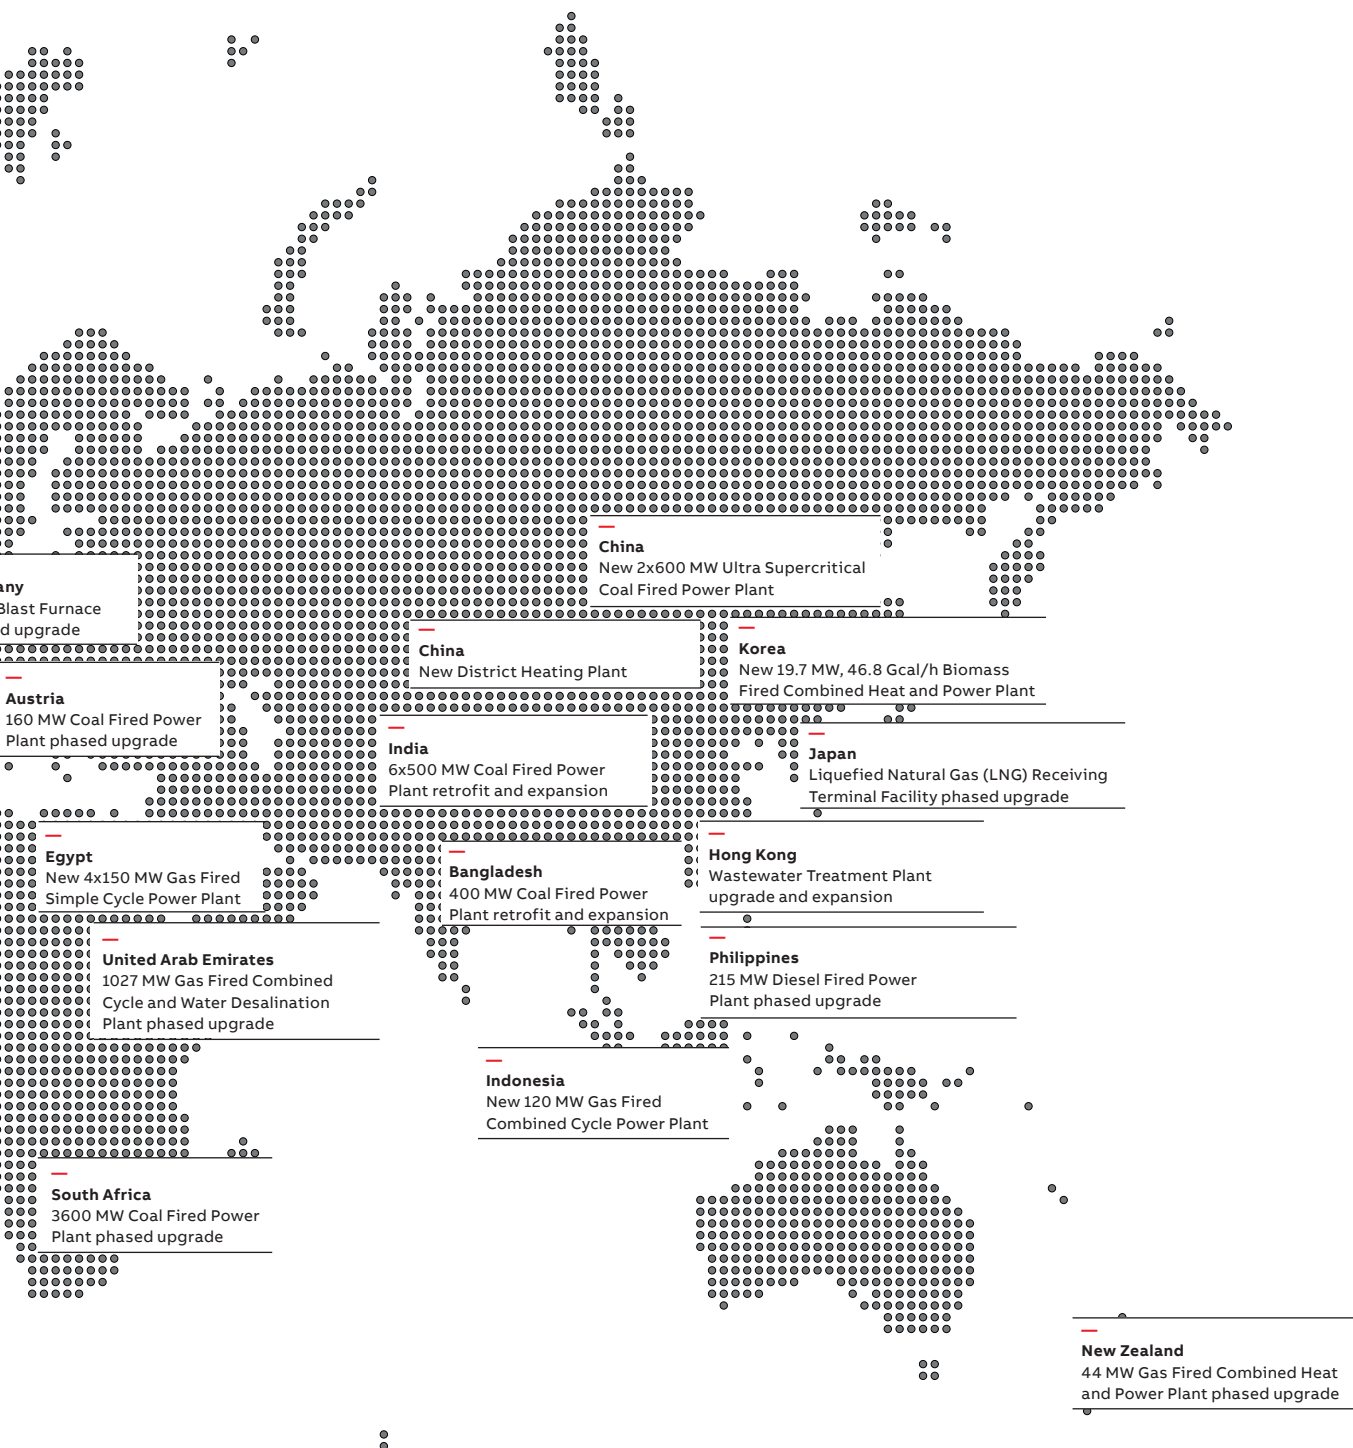 China
New 2x600 MW Ultra Supercritical
Coal Fired Power Plant
any
Blast Furnace
d upgrade
China
New District Heating Plant
Korea
New 19.7 MW, 46.8 Gcal/h Biomass
Fired Combined Heat and Power Plant
Austria
160 MW Coal Fired Power
Plant phased upgrade
India
6x500 MW Coal Fired Power
Plant retrofit and expansion
Japan
Liquefied Natural Gas (LNG) Receiving
Terminal Facility phased upgrade
Egypt
New 4x150 MW Gas Fired
Simple Cycle Power Plant
Bangladesh
400 MW Coal Fired Power
Plant retrofit and expansion
Hong Kong
Wastewater Treatment Plant
upgrade and expansion
United Arab Emirates
1027 MW Gas Fired Combined
Cycle and Water Desalination
Plant phased upgrade
Philippines
215 MW Diesel Fired Power
Plant phased upgrade
Indonesia
New 120 MW Gas Fired
Combined Cycle Power Plant
South Africa
3600 MW Coal Fired Power
Plant phased upgrade
New Zealand
44 MW Gas Fired Combined Heat
and Power Plant phased upgrade